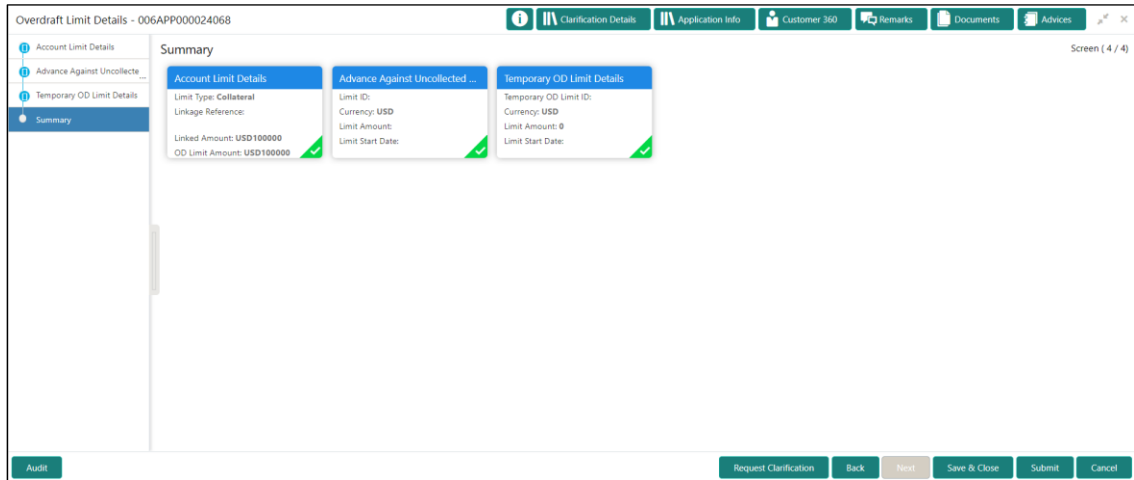 Overdraft Limit Details - 006APP000024068
Clarification Details
Application Info
Customer 360
Remarks
Documents
Advices
Account Limit Details
Advance Against Uncollecte...
Temporary OD Limit Details
Summary
Summary
Screen ( 4 / 4)
Account Limit Details
Limit Type: Collateral
Linkage Reference:
Linked Amount: USD100000
OD Limit Amount: USD100000
Advance Against Uncollected ...
Limit ID:
Currency: USD
Limit Amount:
Limit Start Date:
Temporary OD Limit Details
Temporary OD Limit ID:
Currency: USD
Limit Amount: 0
Limit Start Date:
Audit
Request Clarification
Back
Next
Save & Close
Submit
Cancel